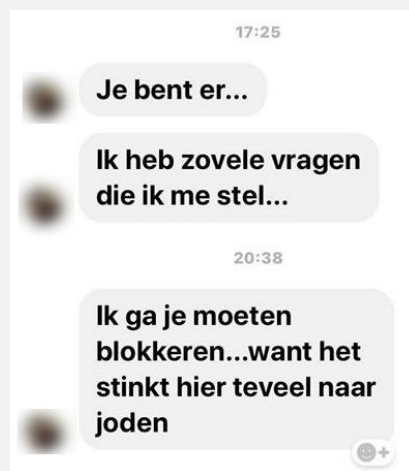 17:25
Je bent er...
Ik heb zovele vragen
die ik me stel...
20:38
Ik ga je moeten
blokkeren...want het
stinkt hier teveel naar
joden